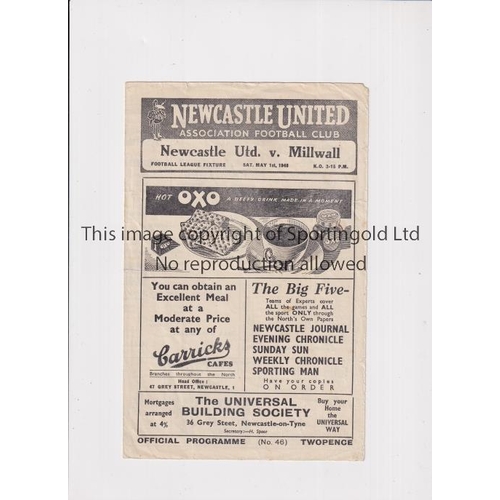 NEWCASTLE UNITED
ASSOCIATION FOOTBALL CLUB
Newcastle Utd. v. Millwall
FOOTBALL LEAGUE FIXTURE SAT. MAY 1st, 1948 K.O. 3-15 P.M.
HOT OXO A BEEFY DRINK MADE IN A MOMENT
This image copyright of Sportingold Ltd
No reproduction allowed
You can obtain an
Excellent Meal
at a
Moderate Price
at any of
Carricks
CAFES
Branches throughout the North
Head Office :
47 GREY STREET, NEWCASTLE, 1
The Big Five-
Teams of Experts cover
ALL the games and ALL
the sport ONLY through
the North's Own Papers
NEWCASTLE JOURNAL
EVENING CHRONICLE
SUNDAY SUN
WEEKLY CHRONICLE
SPORTING MAN
Have your copies
ON ORDER
Mortgages
arranged
at 4%
The UNIVERSAL
BUILDING SOCIETY
36 Grey Street, Newcastle-on-Tyne
Secretary:—H. Spoor
Buy your
Home
the
UNIVERSAL
WAY
OFFICIAL PROGRAMME (No. 46) TWOPENCE